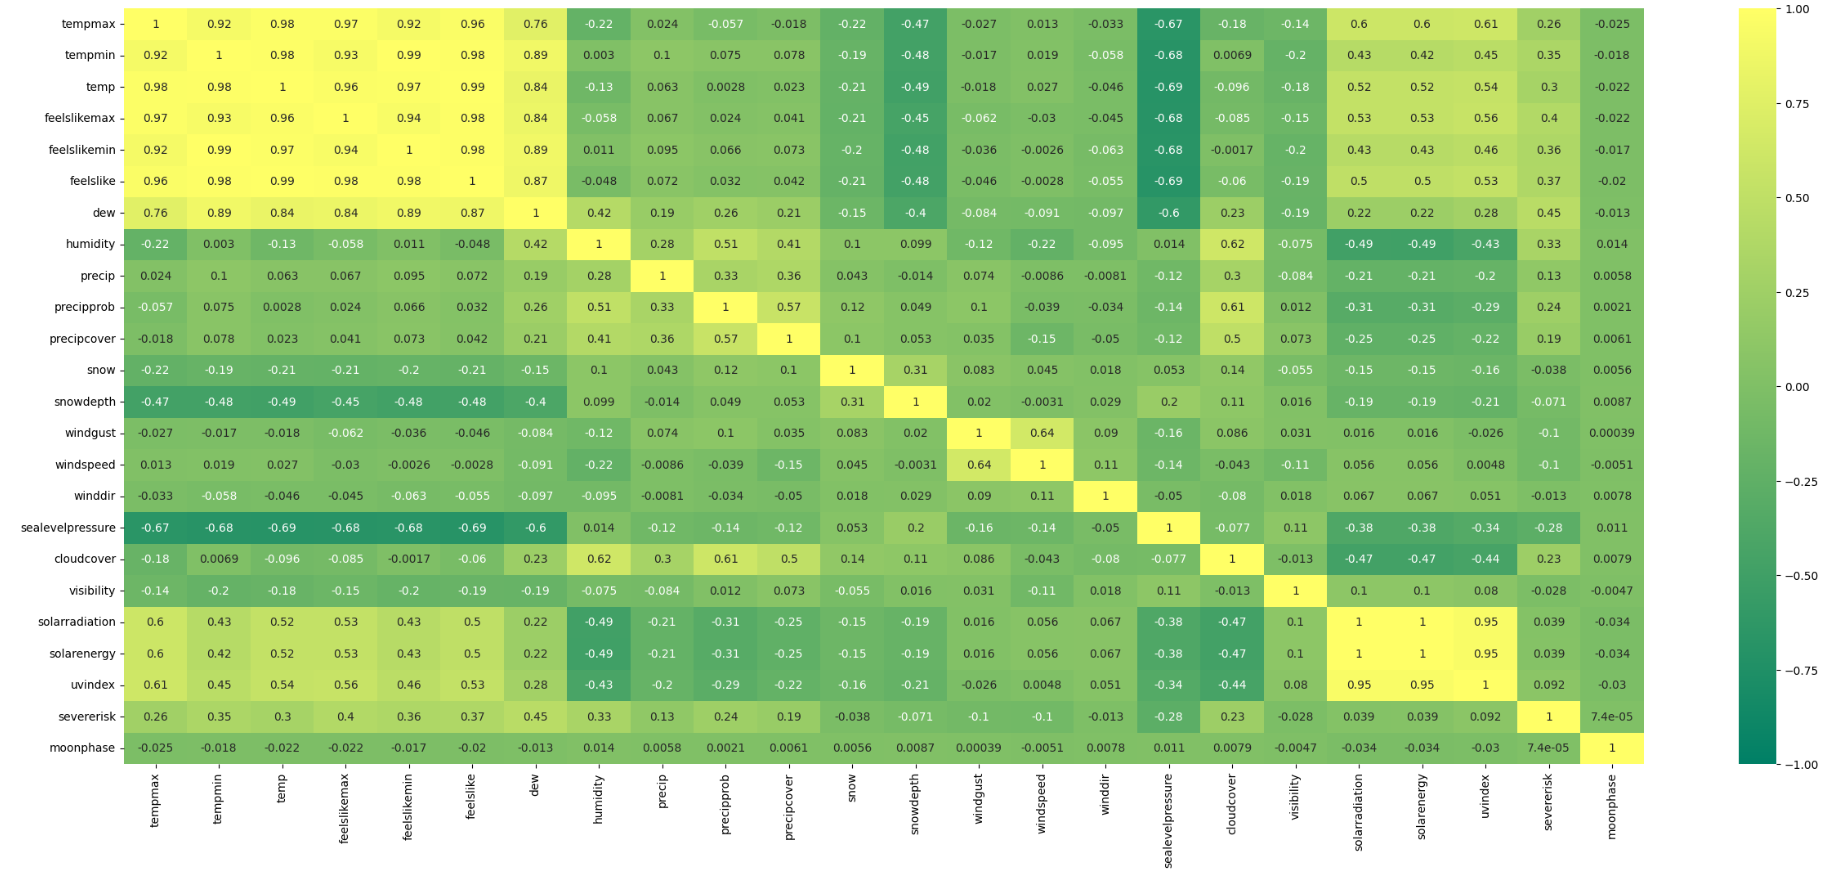 tempmax 1 0.92 0.98 0.97 0.92 0.96 0.76 -0.22 0.024 -0.057 -0.018 -0.22 -0.47 -0.027 0.013 -0.033 -0.67 -0.18 -0.14 0.6 0.6 0.61 0.26 -0.025
tempmin 0.92 1 0.98 0.93 0.99 0.98 0.89 0.003 0.1 0.075 0.078 -0.19 -0.48 -0.017 0.019 -0.058 -0.68 0.0069 -0.2 0.43 0.42 0.45 0.35 -0.018
temp 0.98 0.98 1 0.96 0.97 0.99 0.84 -0.13 0.063 0.0028 0.023 -0.21 -0.49 -0.018 0.027 -0.046 -0.69 -0.096 -0.18 0.52 0.52 0.54 0.3 -0.022
feelslikemax 0.97 0.93 0.96 1 0.94 0.98 0.84 -0.058 0.067 0.024 0.041 -0.21 -0.45 -0.062 -0.03 -0.045 -0.68 -0.085 -0.15 0.53 0.53 0.56 0.4 -0.022
feelslikemin 0.92 0.99 0.97 0.94 1 0.98 0.89 0.011 0.095 0.066 0.073 -0.2 -0.48 -0.036 -0.0026 -0.063 -0.68 -0.0017 -0.2 0.43 0.43 0.46 0.36 -0.017
feelslike 0.96 0.98 0.99 0.98 0.98 1 0.87 -0.048 0.072 0.032 0.042 -0.21 -0.48 -0.046 -0.0028 -0.055 -0.69 -0.06 -0.19 0.5 0.5 0.53 0.37 -0.02
dew 0.76 0.89 0.84 0.84 0.89 0.87 1 0.42 0.19 0.26 0.21 -0.15 -0.4 -0.084 -0.091 -0.097 -0.6 0.23 -0.19 0.22 0.22 0.28 0.45 -0.013
humidity -0.22 0.003 -0.13 -0.058 0.011 -0.048 0.42 1 0.28 0.51 0.41 0.1 0.099 -0.12 -0.22 -0.095 0.014 0.62 -0.075 -0.49 -0.49 -0.43 0.33 0.014
precip 0.024 0.1 0.063 0.067 0.095 0.072 0.19 0.28 1 0.33 0.36 0.043 -0.014 0.074 -0.0086 -0.0081 -0.12 0.3 -0.084 -0.21 -0.21 -0.2 0.13 0.0058
precipprob -0.057 0.075 0.0028 0.024 0.066 0.032 0.26 0.51 0.33 1 0.57 0.12 0.049 0.1 -0.039 -0.034 -0.14 0.61 0.012 -0.31 -0.31 -0.29 0.24 0.0021
precipcover -0.018 0.078 0.023 0.041 0.073 0.042 0.21 0.41 0.36 0.57 1 0.1 0.053 0.035 -0.15 -0.05 -0.12 0.5 0.073 -0.25 -0.25 -0.22 0.19 0.0061
snow -0.22 -0.19 -0.21 -0.21 -0.2 -0.21 -0.15 0.1 0.043 0.12 0.1 1 0.31 0.083 0.045 0.018 0.053 0.14 -0.055 -0.15 -0.15 -0.16 -0.038 0.0056
snowdepth -0.47 -0.48 -0.49 -0.45 -0.48 -0.48 -0.4 0.099 -0.014 0.049 0.053 0.31 1 0.02 -0.0031 0.029 0.2 0.11 0.016 -0.19 -0.19 -0.21 -0.071 0.0087
windgust -0.027 -0.017 -0.018 -0.062 -0.036 -0.046 -0.084 -0.12 0.074 0.1 0.035 0.083 0.02 1 0.64 0.09 -0.16 0.086 0.031 0.016 0.016 -0.026 -0.1 0.00039
windspeed 0.013 0.019 0.027 -0.03 -0.0026 -0.0028 -0.091 -0.22 -0.0086 -0.039 -0.15 0.045 -0.0031 0.64 1 0.11 -0.14 -0.043 -0.11 0.056 0.056 0.0048 -0.1 -0.0051
winddir -0.033 -0.058 -0.046 -0.045 -0.063 -0.055 -0.097 -0.095 -0.0081 -0.034 -0.05 0.018 0.029 0.09 0.11 1 -0.05 -0.08 0.018 0.067 0.067 0.051 -0.013 0.0078
sealevelpressure -0.67 -0.68 -0.69 -0.68 -0.68 -0.69 -0.6 0.014 -0.12 -0.14 -0.12 0.053 0.2 -0.16 -0.14 -0.05 1 -0.077 0.11 -0.38 -0.38 -0.34 -0.28 0.011
cloudcover -0.18 0.0069 -0.096 -0.085 -0.0017 -0.06 0.23 0.62 0.3 0.61 0.5 0.14 0.11 0.086 -0.043 -0.08 -0.077 1 -0.013 -0.47 -0.47 -0.44 0.23 0.0079
visibility -0.14 -0.2 -0.18 -0.15 -0.2 -0.19 -0.19 -0.075 -0.084 0.012 0.073 -0.055 0.016 0.031 -0.11 0.018 0.11 -0.013 1 0.1 0.1 0.08 -0.028 -0.0047
solarradiation 0.6 0.43 0.52 0.53 0.43 0.5 0.22 -0.49 -0.21 -0.31 -0.25 -0.15 -0.19 0.016 0.056 0.067 -0.38 -0.47 0.1 1 1 0.95 0.039 -0.034
solarenergy 0.6 0.42 0.52 0.53 0.43 0.5 0.22 -0.49 -0.21 -0.31 -0.25 -0.15 -0.19 0.016 0.056 0.067 -0.38 -0.47 0.1 1 1 0.95 0.039 -0.034
uvindex 0.61 0.45 0.54 0.56 0.46 0.53 0.28 -0.43 -0.2 -0.29 -0.22 -0.16 -0.21 -0.026 0.0048 0.051 -0.34 -0.44 0.08 0.95 0.95 1 0.092 -0.03
severerisk 0.26 0.35 0.3 0.4 0.36 0.37 0.45 0.33 0.13 0.24 0.19 -0.038 -0.071 -0.1 -0.1 -0.013 -0.28 0.23 -0.028 0.039 0.039 0.092 1 7.4e-05
moonphase -0.025 -0.018 -0.022 -0.022 -0.017 -0.02 -0.013 0.014 0.0058 0.0021 0.0061 0.0056 0.0087 0.00039 -0.0051 0.0078 0.011 0.0079 -0.0047 -0.034 -0.034 -0.03 7.4e-05 1
tempmax tempmin temp feelslikemax feelslikemin feelslike dew humidity precip precipprob precipcover snow snowdepth windgust windspeed winddir sealevelpressure cloudcover visibility solarradiation solarenergy uvindex severerisk moonphase
1.00
0.75
0.50
0.25
0.00
−0.25
−0.50
−0.75
−1.00